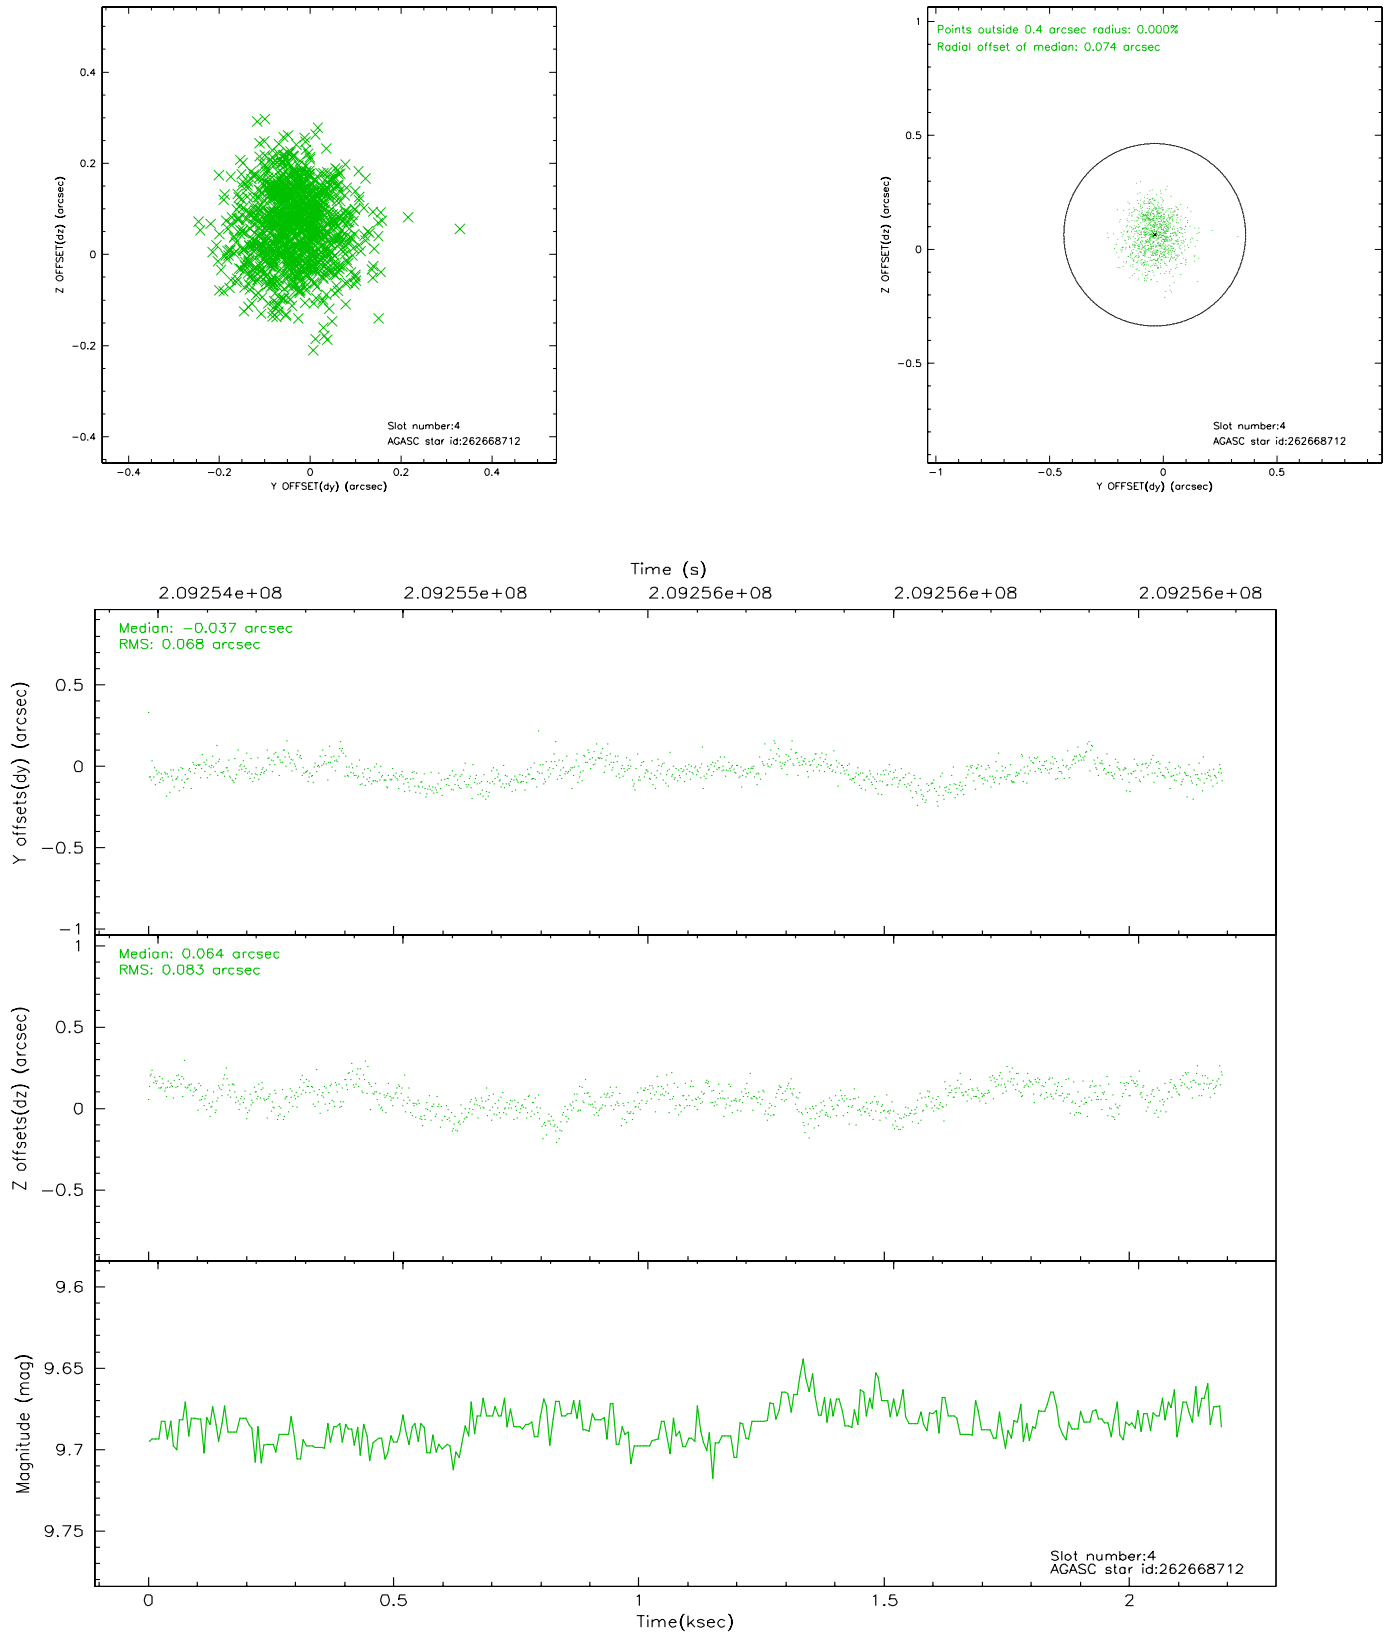 0.4
0.2
0
−0.2
−0.4
−0.4 −0.2 0 0.2 0.4
Z OFFSET(dz) (arcsec)
Y OFFSET(dy) (arcsec)
Slot number:4
AGASC star id:262668712
Points outside 0.4 arcsec radius: 0.000%
Radial offset of median: 0.074 arcsec
1
0.5
0
−0.5
−1 −0.5 0 0.5
Z OFFSET(dz) (arcsec)
Y OFFSET(dy) (arcsec)
Slot number:4
AGASC star id:262668712
Time (s)
2.09254e+08 2.09255e+08 2.09256e+08 2.09256e+08 2.09256e+08
Median: −0.037 arcsec
RMS: 0.068 arcsec
0.5
0
−0.5
−1
Y offsets(dy) (arcsec)
Median: 0.064 arcsec
RMS: 0.083 arcsec
1
0.5
0
−0.5
Z offsets(dz) (arcsec)
9.6
9.65
9.7
9.75
Magnitude (mag)
Slot number:4
AGASC star id:262668712
0 0.5 1 1.5 2
Time(ksec)